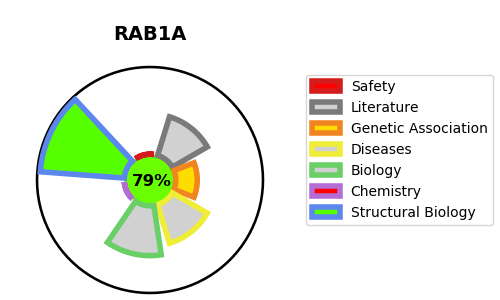 RAB1A
79%
Safety
Literature
Genetic Association
Diseases
Biology
Chemistry
Structural Biology